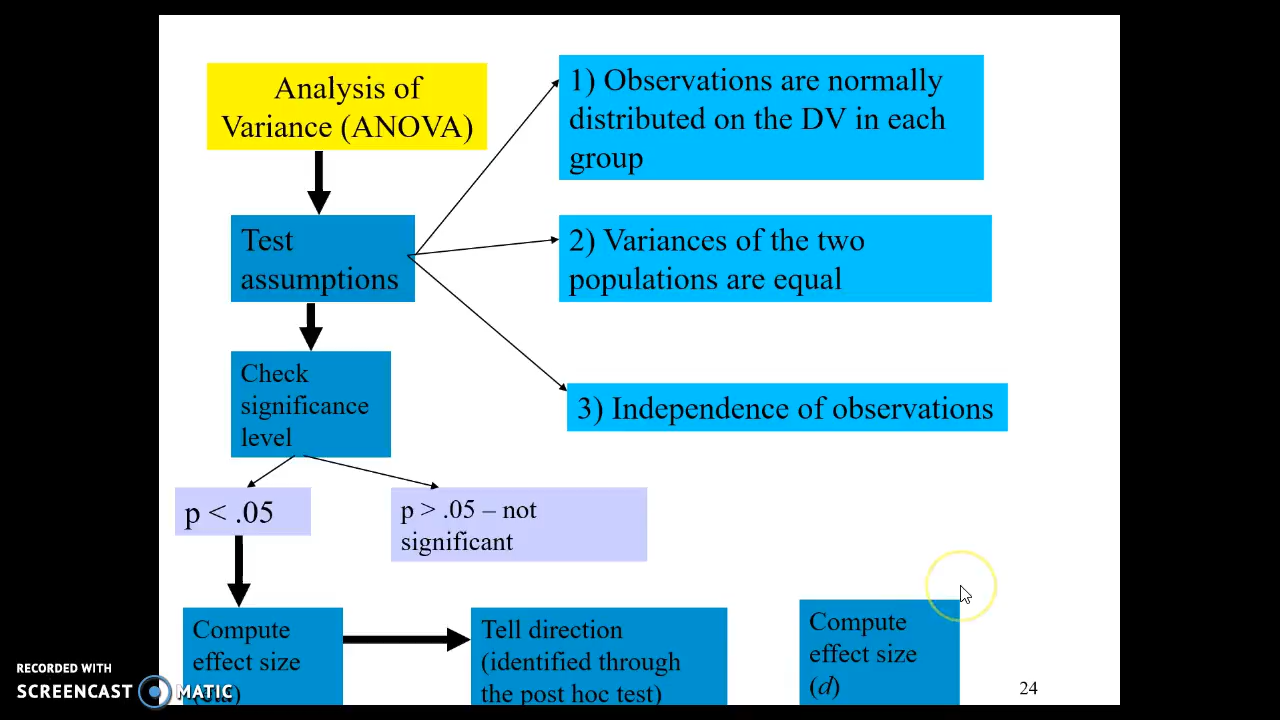 Analysis of
Variance (ANOVA)
1) Observations are normally
distributed on the DV in each
group
Test
assumptions
2) Variances of the two
populations are equal
Check
significance
level
3) Independence of observations
p < .05
p > .05 – not
significant
Compute
effect size
Tell direction
(identified through
the post hoc test)
Compute
effect size
(d)
RECORDED WITH
SCREENCAST MATIC
24